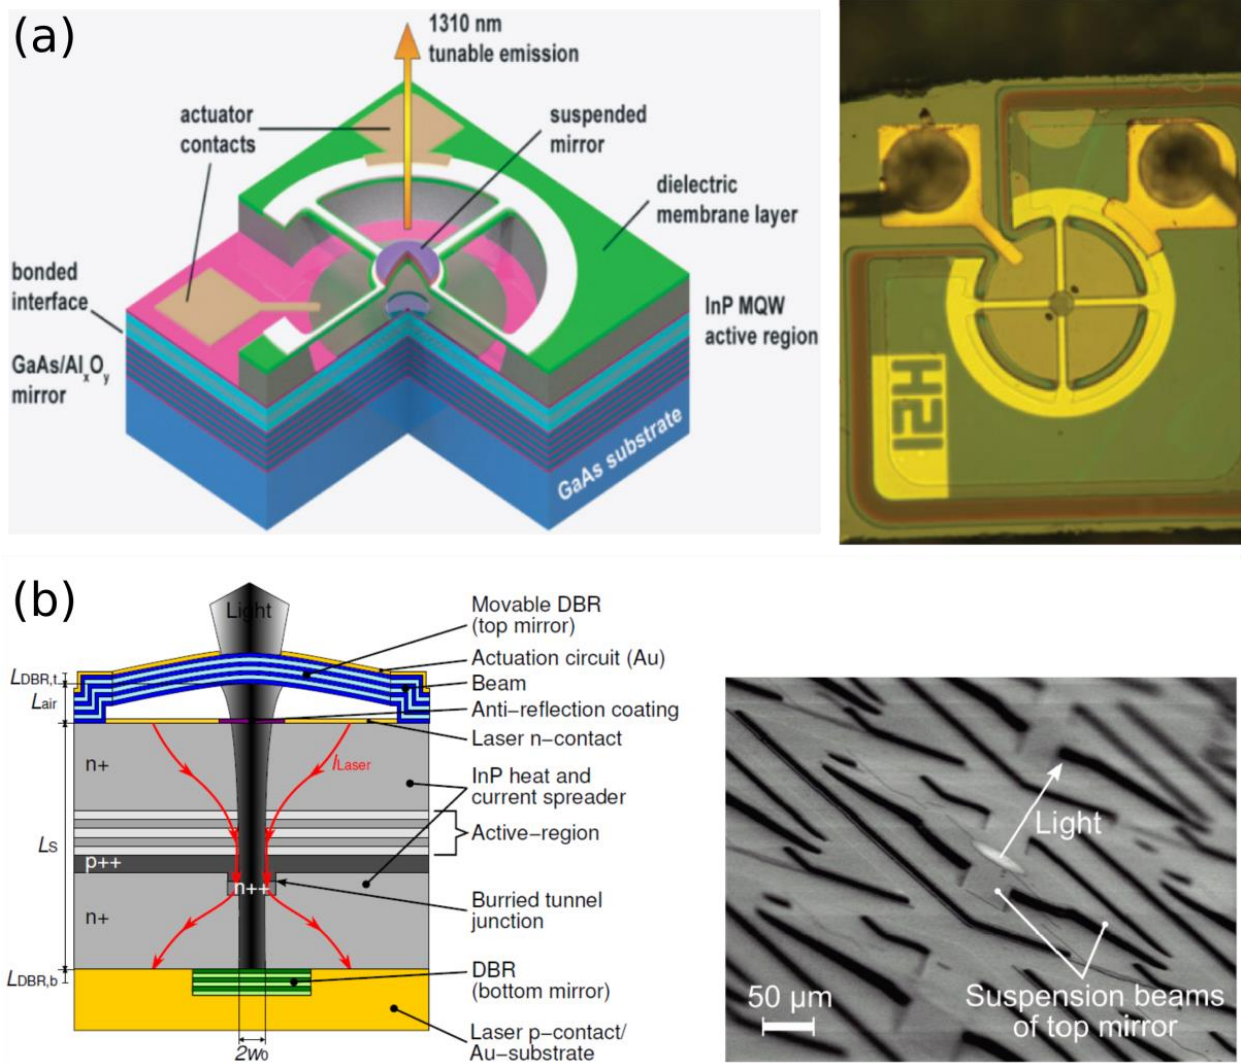 (a)
1310 nm
tunable emission
actuator
contacts
suspended
mirror
dielectric
membrane layer
bonded
interface
GaAs/AlxOy
mirror
InP MQW
active region
GaAs substrate
H21
(b)
Light
Movable DBR
(top mirror)
Actuation circuit (Au)
LDBR,t
Beam
Lair
Anti-reflection coating
Laser n-contact
ILaser
n+
InP heat and
current spreader
Active-region
LS
p++
n++
n+
Burried tunnel
junction
LDBR,b
DBR
(bottom mirror)
Laser p-contact/
Au-substrate
2w0
Light
50 µm
Suspension beams
of top mirror